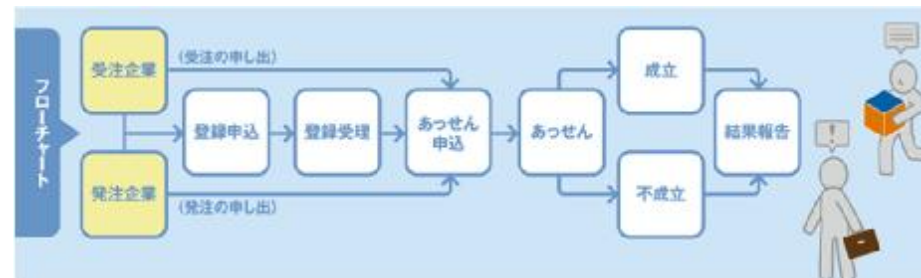 フローチャート
受注企業
(受注の申し出)
登録申込
登録受理
あっせん
申込
あっせん
成立
不成立
結果報告
発注企業
(発注の申し出)
!